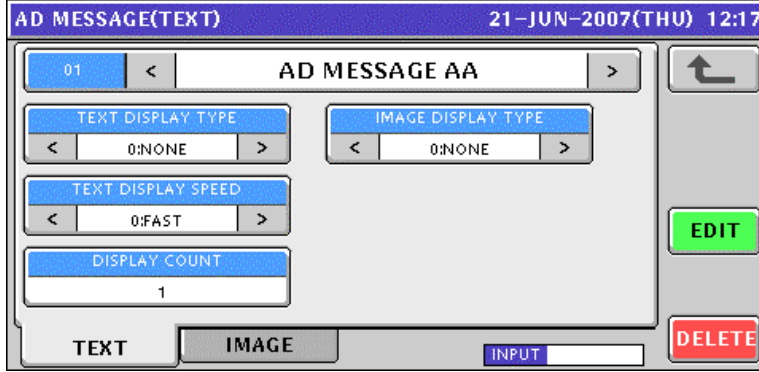 AD MESSAGE(TEXT) 21-JUN-2007(THU) 12:17
01 < AD MESSAGE AA >
TEXT DISPLAY TYPE IMAGE DISPLAY TYPE
< 0:NONE > < 0:NONE >
TEXT DISPLAY SPEED
< 0:FAST >
EDIT
DISPLAY COUNT
1
DELETE
TEXT IMAGE INPUT